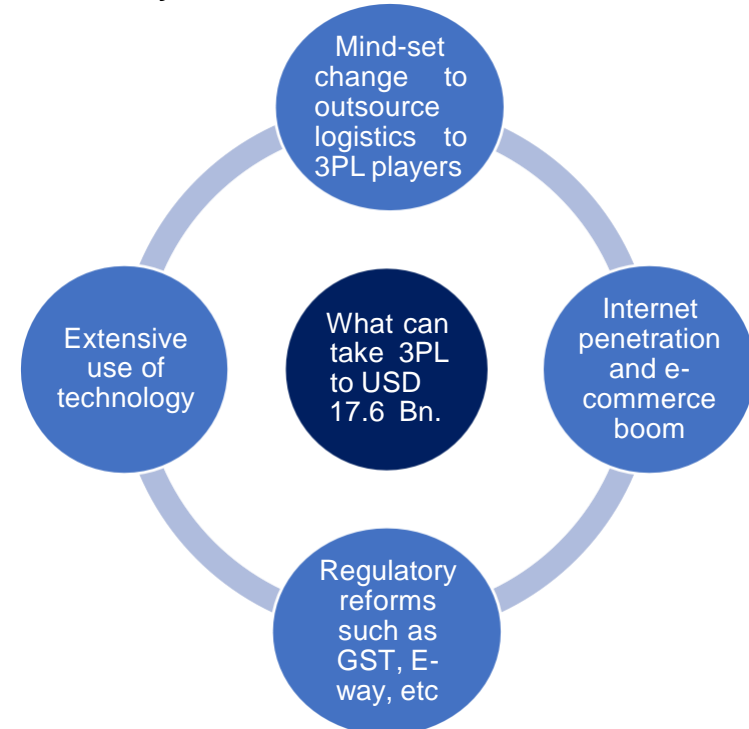 Mind-set
change to
outsource
logistics to
3PL players
Extensive
use of
technology
What can
take 3PL
to USD
17.6 Bn.
Internet
penetration
and e-
commerce
boom
Regulatory
reforms
such as
GST, E-
way, etc